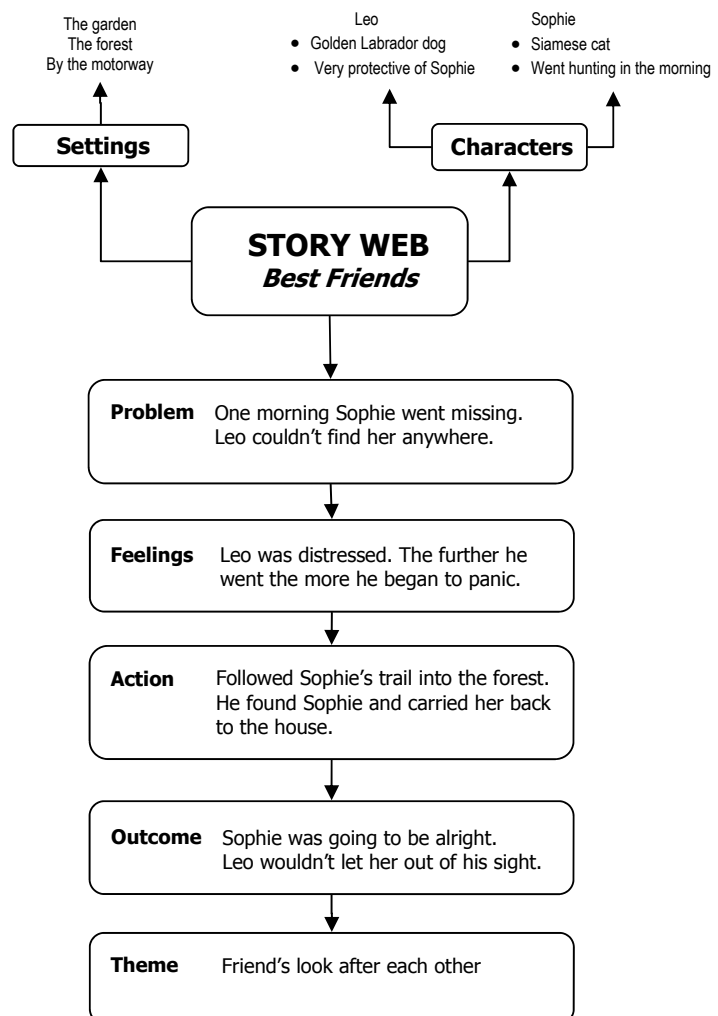 The garden
The forest
By the motorway
Leo
• Golden Labrador dog
• Very protective of Sophie
Sophie
• Siamese cat
• Went hunting in the morning
Settings
Characters
STORY WEB
Best Friends
Problem One morning Sophie went missing.
Leo couldn’t find her anywhere.
Feelings Leo was distressed. The further he
went the more he began to panic.
Action Followed Sophie’s trail into the forest.
He found Sophie and carried her back
to the house.
Outcome Sophie was going to be alright.
Leo wouldn’t let her out of his sight.
Theme Friend’s look after each other